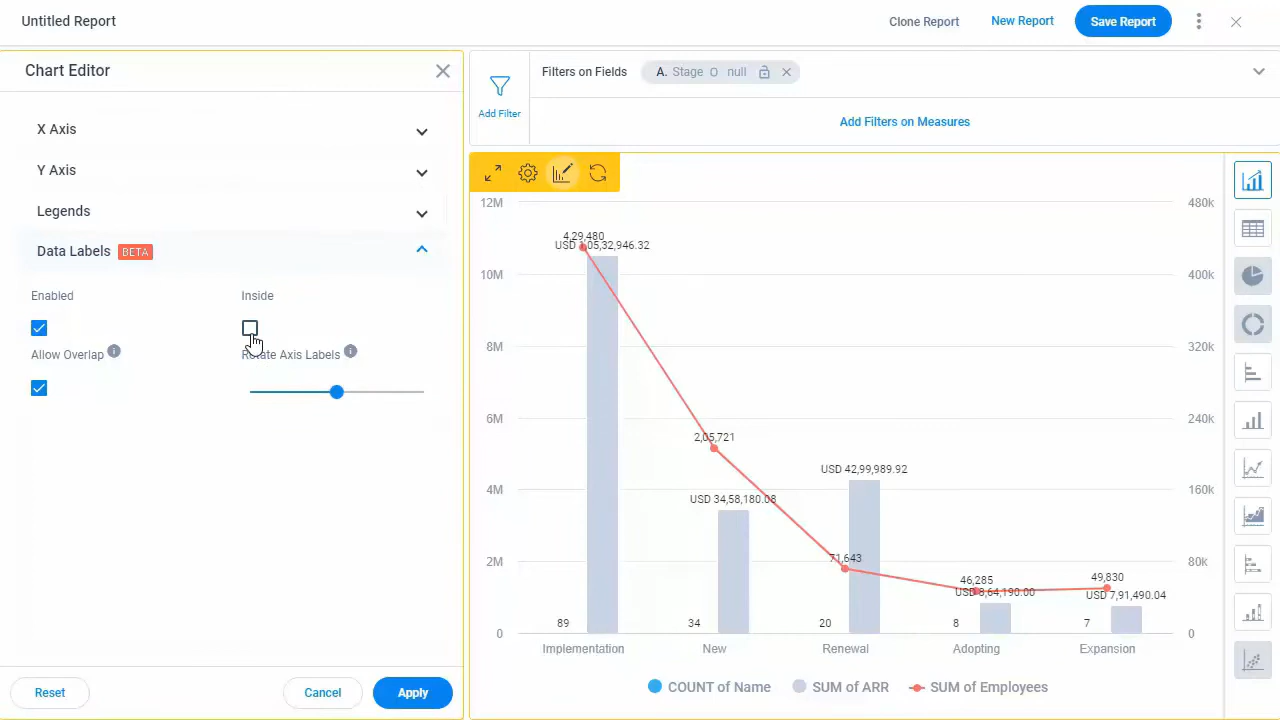 Untitled Report
Clone Report
New Report
Save Report
Chart Editor
X Axis
Y Axis
Legends
Data Labels BETA
Enabled
Inside
Allow Overlap
Rotate Axis Labels
Reset
Cancel
Apply
Add Filter
Filters on Fields
A. Stage O null
Add Filters on Measures
12M
10M
8M
6M
4M
2M
0
480k
400k
320k
240k
160k
80k
0
4,29,480
USD 1,05,32,946.32
2,05,721
USD 34,58,180.08
USD 42,99,989.92
71,643
46,285
USD 8,64,190.00
49,830
USD 7,91,490.04
89
34
20
8
7
Implementation
New
Renewal
Adopting
Expansion
COUNT of Name
SUM of ARR
SUM of Employees